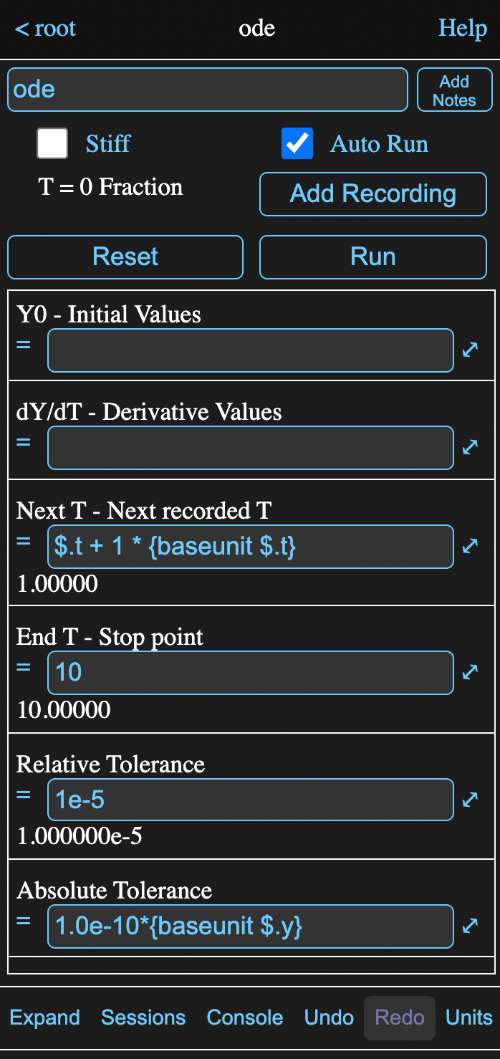 < root ode Help
ode Add Notes
Stiff Auto Run
T = 0 Fraction Add Recording
Reset Run
Y0 - Initial Values
=
dY/dT - Derivative Values
=
Next T - Next recorded T
= $.t + 1 * {baseunit $.t}
1.00000
End T - Stop point
= 10
10.00000
Relative Tolerance
= 1e-5
1.000000e-5
Absolute Tolerance
= 1.0e-10*{baseunit $.y}
Expand Sessions Console Undo Redo Units